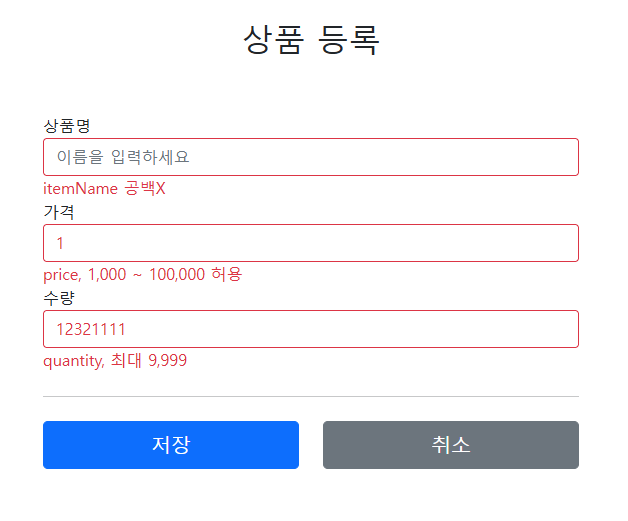 상품 등록
상품명
이름을 입력하세요
itemName 공백X
가격
1
price, 1,000 ~ 100,000 허용
수량
12321111
quantity, 최대 9,999
저장 취소